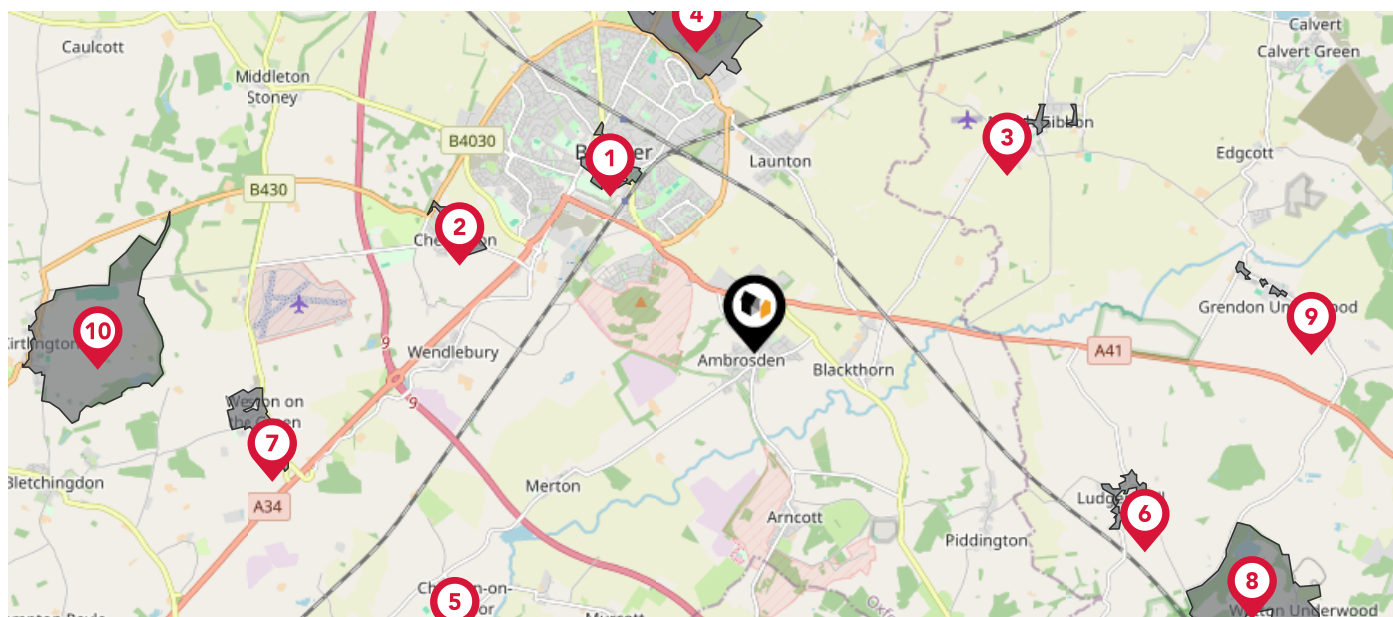 4
Calvert
Calvert Green
Caulcott
Middleton
Stoney
3
B4030
1
Launton
Edgcott
B430
2
10
9
Grendon
A41
9
Wendlebury
Ambrosden
Blackthorn
7
9
Bletchingdon
Merton
A34
Arncott
6
Piddington
5
8
Underwood